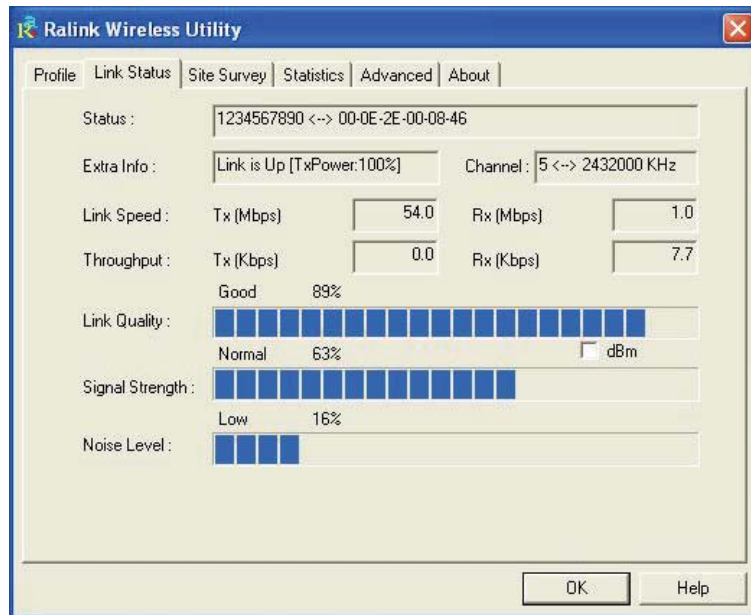 Ralink Wireless Utility
Profile Link Status Site Survey Statistics Advanced About
Status : 1234567890 <--> 00-0E-2E-00-08-46
Extra Info : Link is Up [TxPower:100%] Channel : 5 <--> 2432000 KHz
Link Speed : Tx (Mbps) 54.0 Rx (Mbps) 1.0
Throughput : Tx (Kbps) 0.0 Rx (Kbps) 7.7
Good 89%
Link Quality :
Normal 63% dBm
Signal Strength :
Low 16%
Noise Level :
OK Help